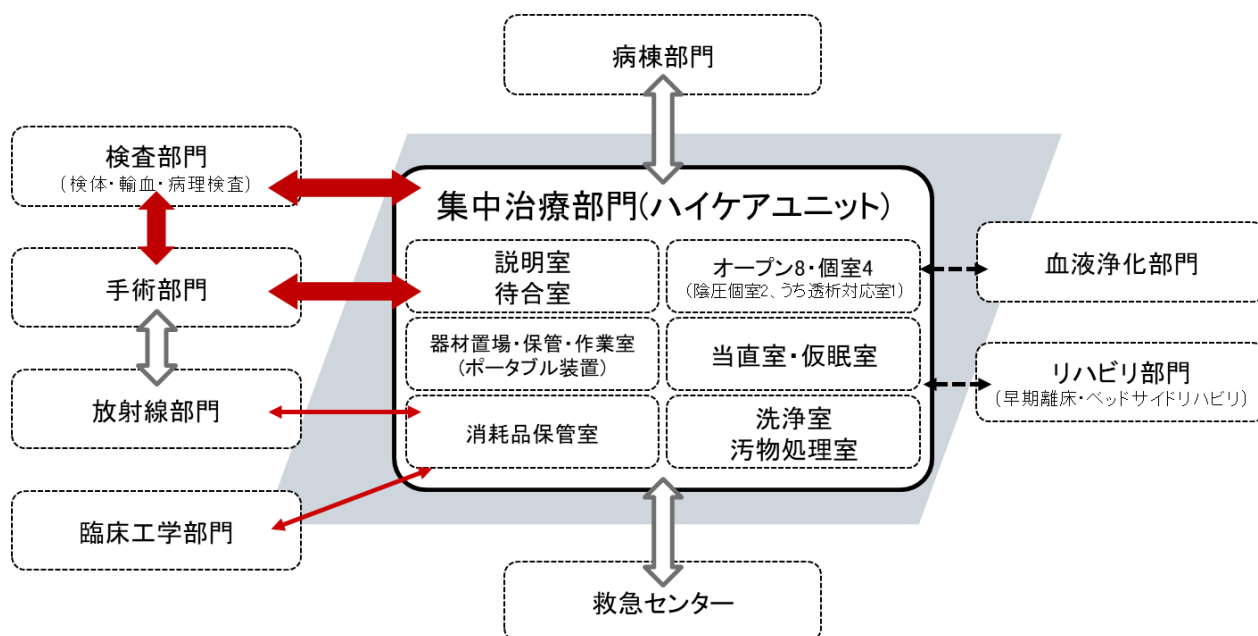 病棟部門
検査部門
(検体・輸血・病理検査)
手術部門
放射線部門
臨床工学部門
集中治療部門(ハイケアユニット)
説明室
待合室
オープン8・個室4
(陰圧個室2、うち透析対応室1)
器材置場・保管・作業室
(ポータブル装置)
当直室・仮眠室
消耗品保管室
洗浄室
汚物処理室
血液浄化部門
リハビリ部門
(早期離床・ベッドサイドリハビリ)
救急センター